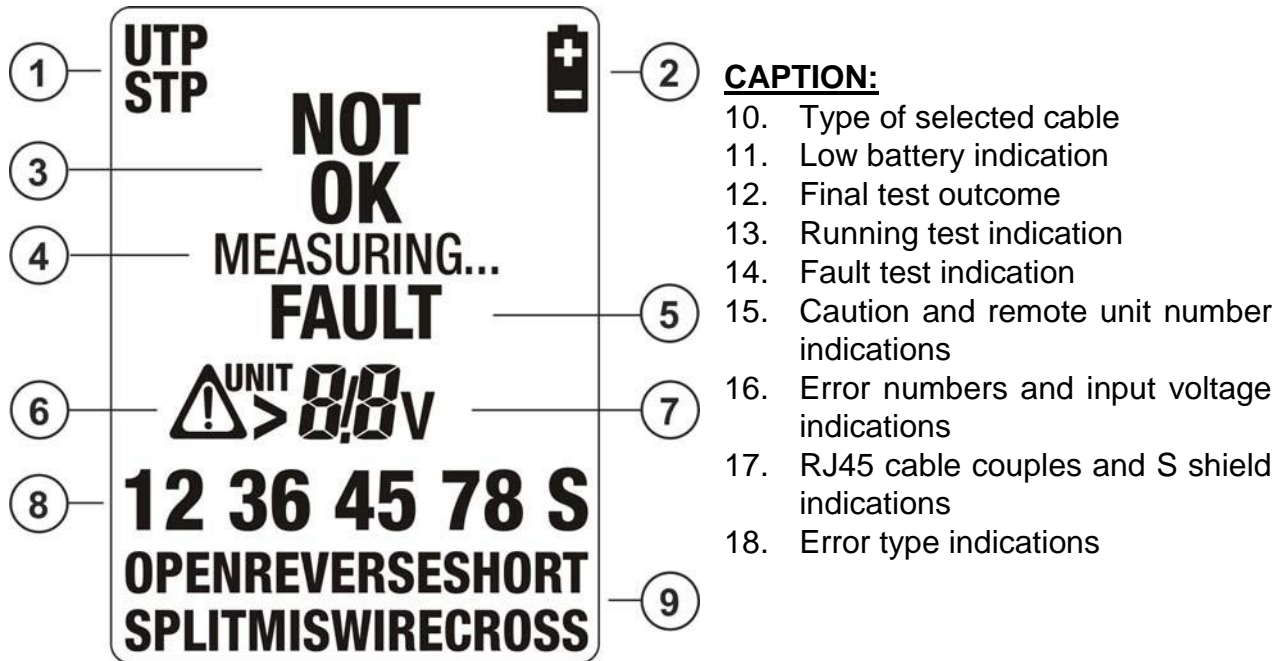 UTP
STP
NOT
OK
MEASURING...
FAULT
UNIT
> 8.8 V
12 36 45 78 S
OPENREVERSESHORT
SPLITMISWIRECROSS
1
2
3
4
5
6
7
8
9
CAPTION:
10. Type of selected cable
11. Low battery indication
12. Final test outcome
13. Running test indication
14. Fault test indication
15. Caution and remote unit number
indications
16. Error numbers and input voltage
indications
17. RJ45 cable couples and S shield
indications
18. Error type indications